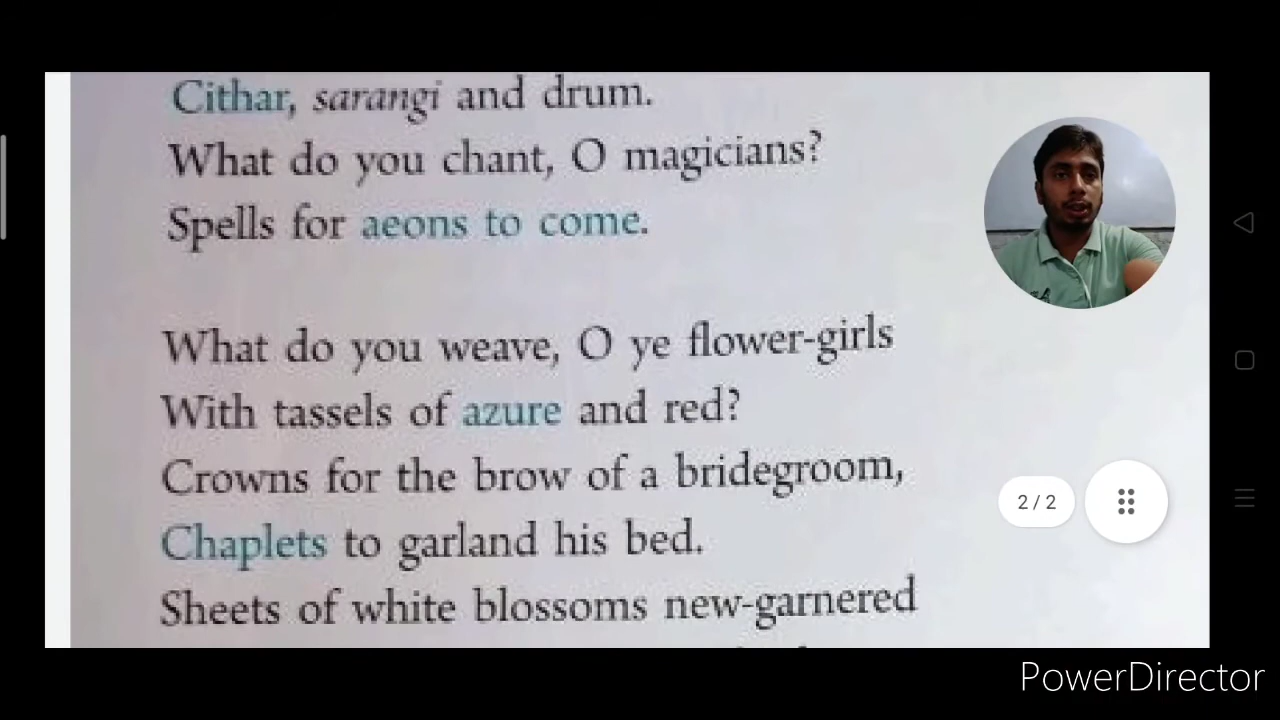 Cithar, sarangi and drum.
What do you chant, O magicians?
Spells for aeons to come.
What do you weave, O ye flower-girls
With tassels of azure and red?
Crowns for the brow of a bridegroom,
Chaplets to garland his bed.
Sheets of white blossoms new-garnered
2 / 2
PowerDirector